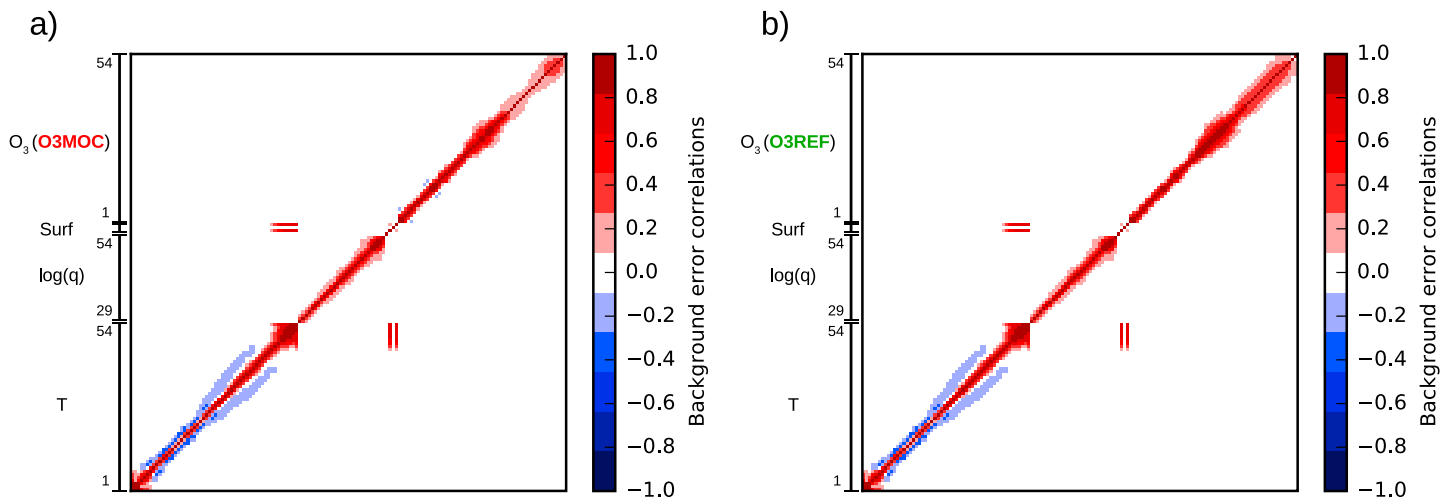 a)
54
O3 (O3MOC)
1
Surf
54
log(q)
29
54
T
1
1.0
0.8
0.6
0.4
0.2
0.0
−0.2
−0.4
−0.6
−0.8
−1.0
Background error correlations
b)
54
O3 (O3REF)
1
Surf
54
log(q)
29
54
T
1
1.0
0.8
0.6
0.4
0.2
0.0
−0.2
−0.4
−0.6
−0.8
−1.0
Background error correlations